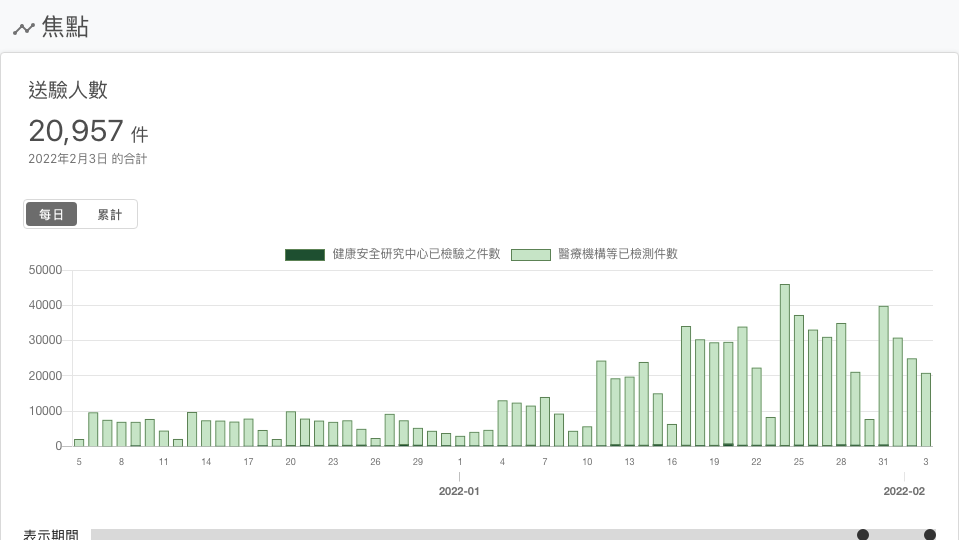 焦點
送驗人數
20,957 件
2022年2月3日 的合計
每日 累計
健康安全研究中心已檢驗之件數 醫療機構等已檢測件數
50000
40000
30000
20000
10000
0
5 8 11 14 17 20 23 26 29 1 4 7 10 13 16 19 22 25 28 31 3
2022-01 2022-02
表示期間